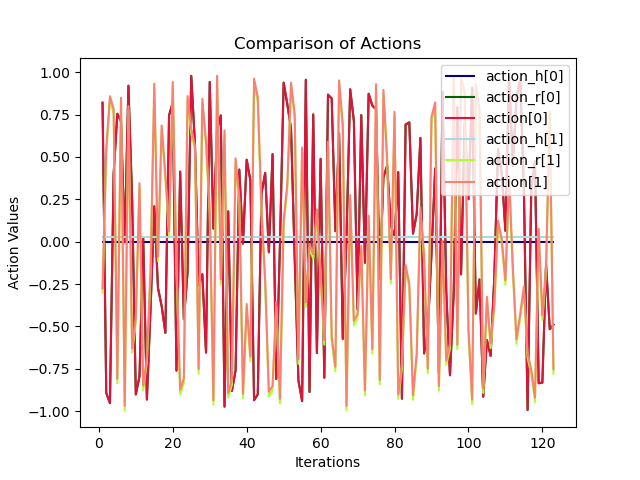 Comparison of Actions
Action Values
1.00
0.75
0.50
0.25
0.00
−0.25
−0.50
−0.75
−1.00
action_h[0]
action_r[0]
action[0]
action_h[1]
action_r[1]
action[1]
0
20
40
60
80
100
120
Iterations